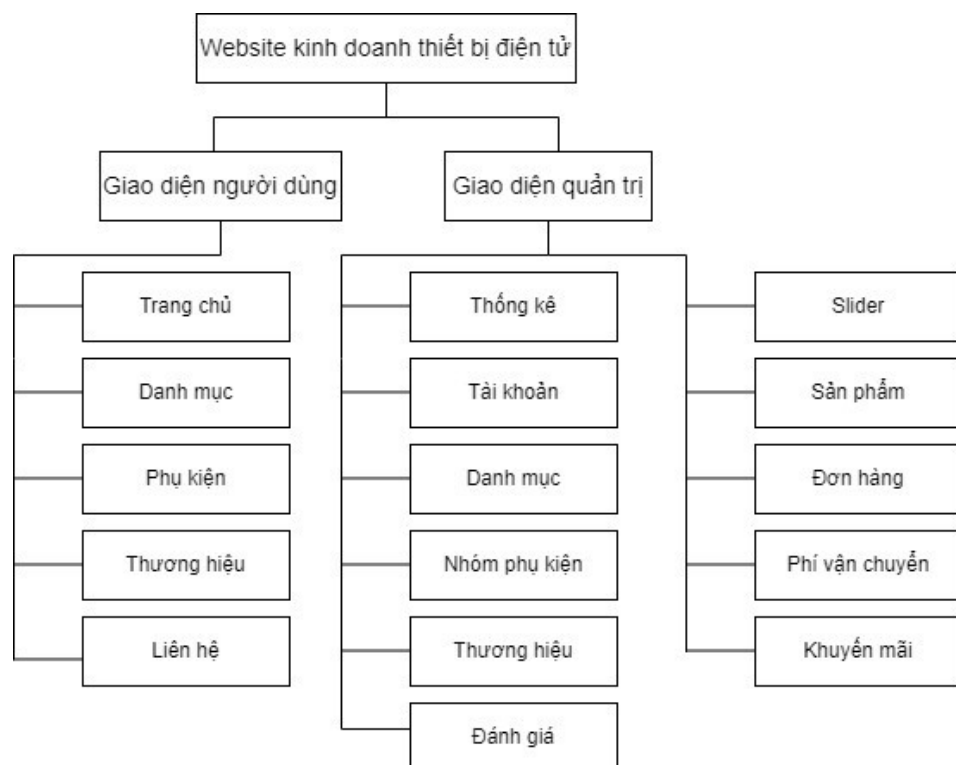 Website kinh doanh thiết bị điện tử
Giao diện người dùng
Giao diện quản trị
Trang chủ
Danh mục
Phụ kiện
Thương hiệu
Liên hệ
Thống kê
Tài khoản
Danh mục
Nhóm phụ kiện
Thương hiệu
Đánh giá
Slider
Sản phẩm
Đơn hàng
Phí vận chuyển
Khuyến mãi